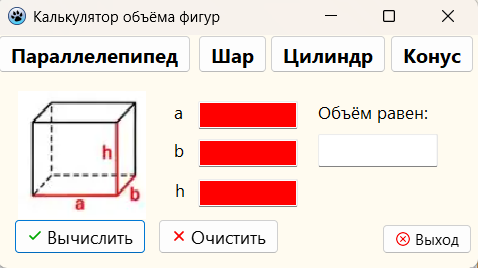 Калькулятор объёма фигур
Параллелепипед Шар Цилиндр Конус
a Объём равен:
h
b
b
a
h
Вычислить Очистить Выход